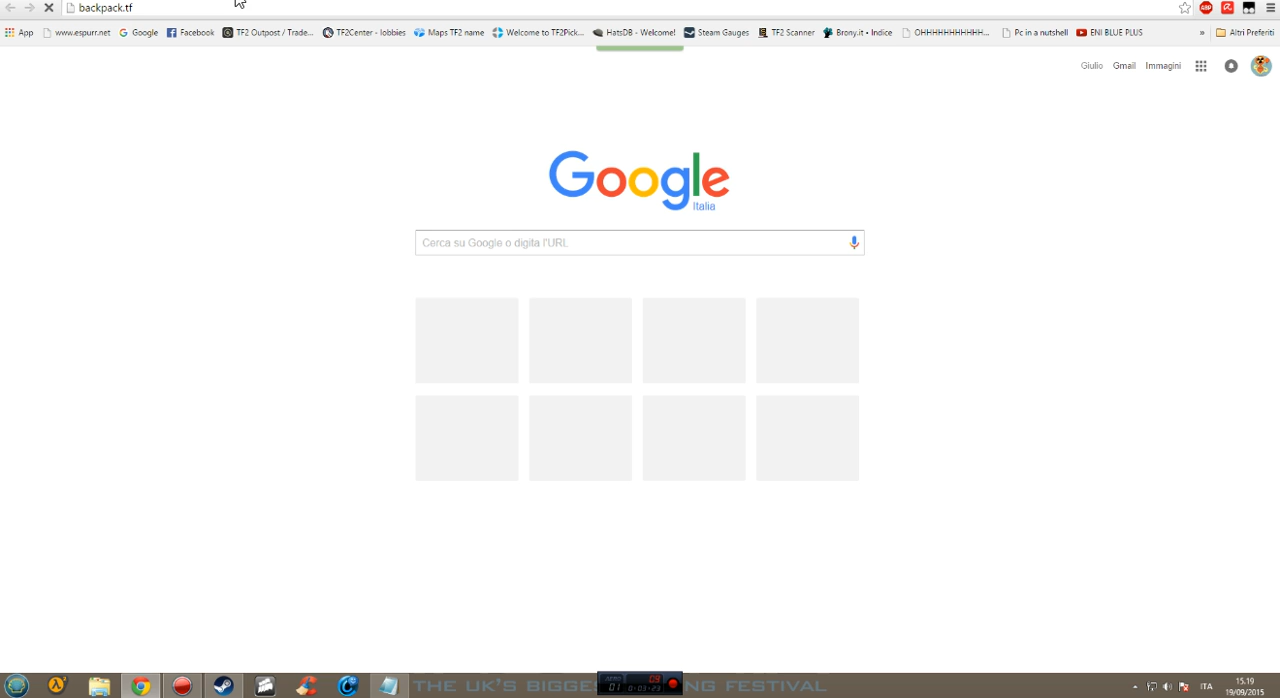 backpack.tf
App www.espurr.net Google Facebook TF2 Outpost / Trade... TF2Center - lobbies Maps TF2 name Welcome to TF2Pick... HatsDB - Welcome! Steam Gauges TF2 Scanner Brony.it • Indice OHHHHHHHHHHH... Pc in a nutshell ENI BLUE PLUS » Altri Preferiti
Giulio Gmail Immagini
Google
Italia
Cerca su Google o digita l'URL
THE UK'S BIGGES NG FESTIVAL
ITA
15.19
19/09/2015